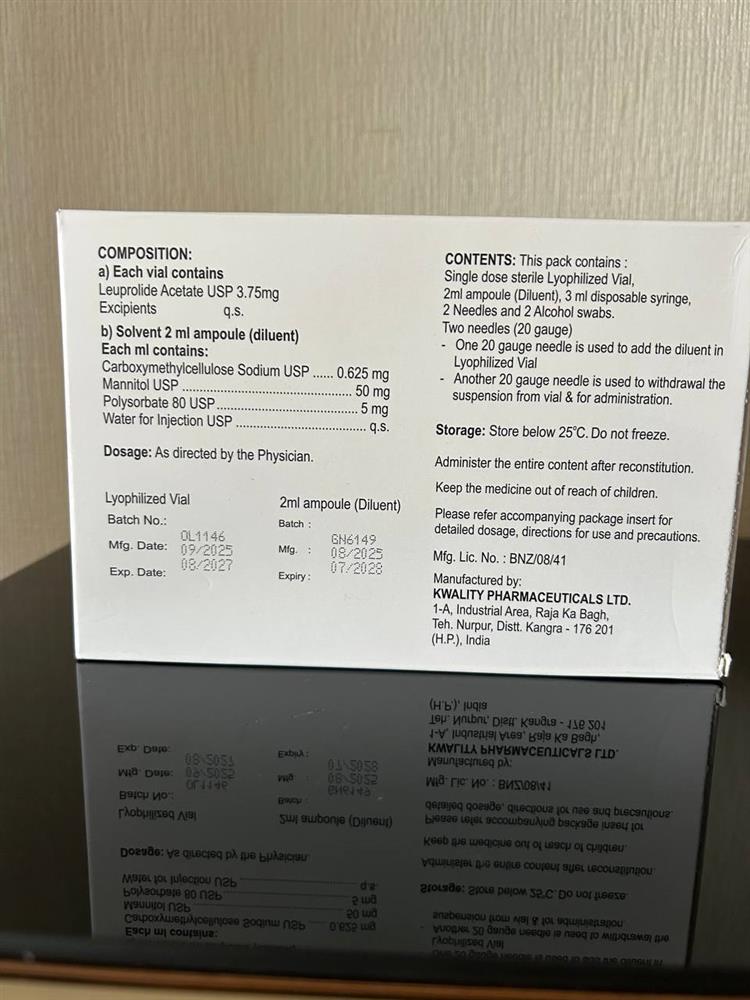 COMPOSITION:
a) Each vial contains
Leuprolide Acetate USP 3.75mg
Excipients q.s.
b) Solvent 2 ml ampoule (diluent)
Each ml contains:
Carboxymethylcellulose Sodium USP ...... 0.625 mg
Mannitol USP ............................................ 50 mg
Polysorbate 80 USP..................................... 5 mg
Water for Injection USP ................................. q.s.
Dosage: As directed by the Physician.
Lyophilized Vial
Batch No.: OL1146
Mfg. Date: 09/2025
Exp. Date: 08/2027
2ml ampoule (Diluent)
Batch : GN6149
Mfg. : 08/2025
Expiry : 07/2028
CONTENTS: This pack contains :
Single dose sterile Lyophilized Vial,
2ml ampoule (Diluent), 3 ml disposable syringe,
2 Needles and 2 Alcohol swabs.
Two needles (20 gauge)
- One 20 gauge needle is used to add the diluent in
Lyophilized Vial
- Another 20 gauge needle is used to withdrawal the
suspension from vial & for administration.
Storage: Store below 25°C. Do not freeze.
Administer the entire content after reconstitution.
Keep the medicine out of reach of children.
Please refer accompanying package insert for
detailed dosage, directions for use and precautions.
Mfg. Lic. No. : BNZ/08/41
Manufactured by:
KWALITY PHARMACEUTICALS LTD.
1-A, Industrial Area, Raja Ka Bagh,
Teh. Nurpur, Distt. Kangra - 176 201
(H.P.), India